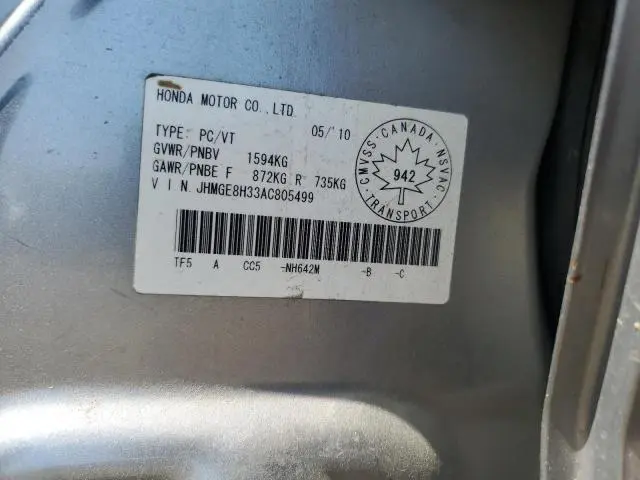 HONDA MOTOR CO.,LTD.
05/'10
TYPE: PC/VT
GVWR/PNBV 1594KG
GAWR/PNBE F 872KG R 735KG
V I N. JHMGE8H33AC805499
TF5 A CC5 -NH642M -B -C
CMVSS·CANADA·NSVAC
942
TRANSPORT